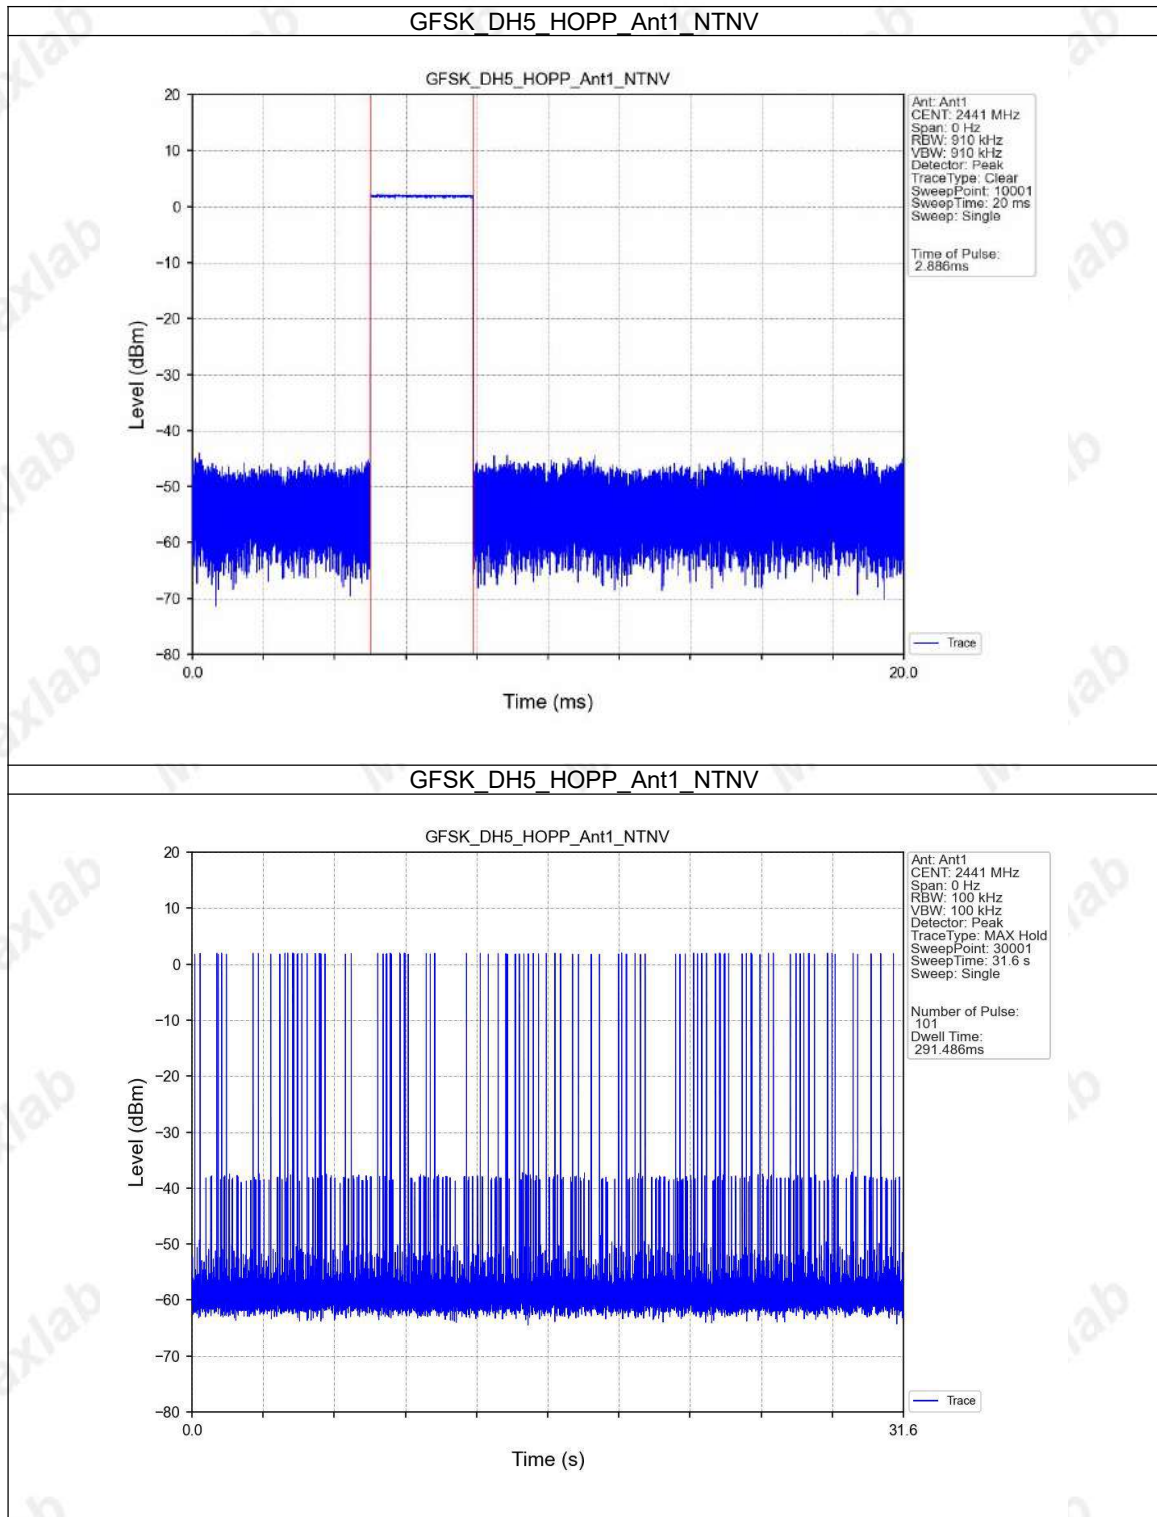 GFSK_DH5_HOPP_Ant1_NTNV
GFSK_DH5_HOPP_Ant1_NTNV
20
10
0
−10
−20
−30
−40
−50
−60
−70
−80
Level (dBm)
0.0
20.0
Time (ms)
Ant: Ant1
CENT: 2441 MHz
Span: 0 Hz
RBW: 910 kHz
VBW: 910 kHz
Detector: Peak
TraceType: Clear
SweepPoint: 10001
SweepTime: 20 ms
Sweep: Single
Time of Pulse:
2.886ms
Trace
GFSK_DH5_HOPP_Ant1_NTNV
GFSK_DH5_HOPP_Ant1_NTNV
20
10
0
−10
−20
−30
−40
−50
−60
−70
−80
Level (dBm)
0.0
31.6
Time (s)
Ant: Ant1
CENT: 2441 MHz
Span: 0 Hz
RBW: 100 kHz
VBW: 100 kHz
Detector: Peak
TraceType: MAX Hold
SweepPoint: 30001
SweepTime: 31.6 s
Sweep: Single
Number of Pulse:
101
Dwell Time:
291.486ms
Trace